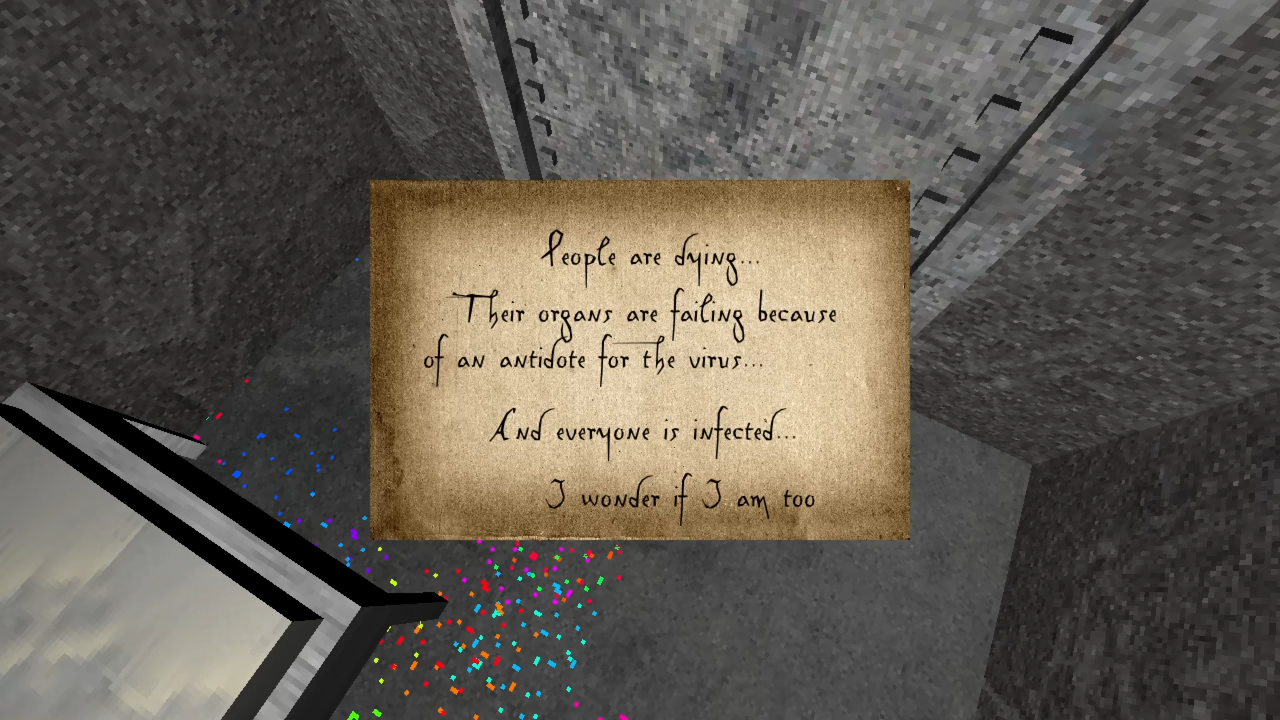 People are dying...
Their organs are failing because
of an antidote for the virus...
And everyone is infected...
I wonder if I am too